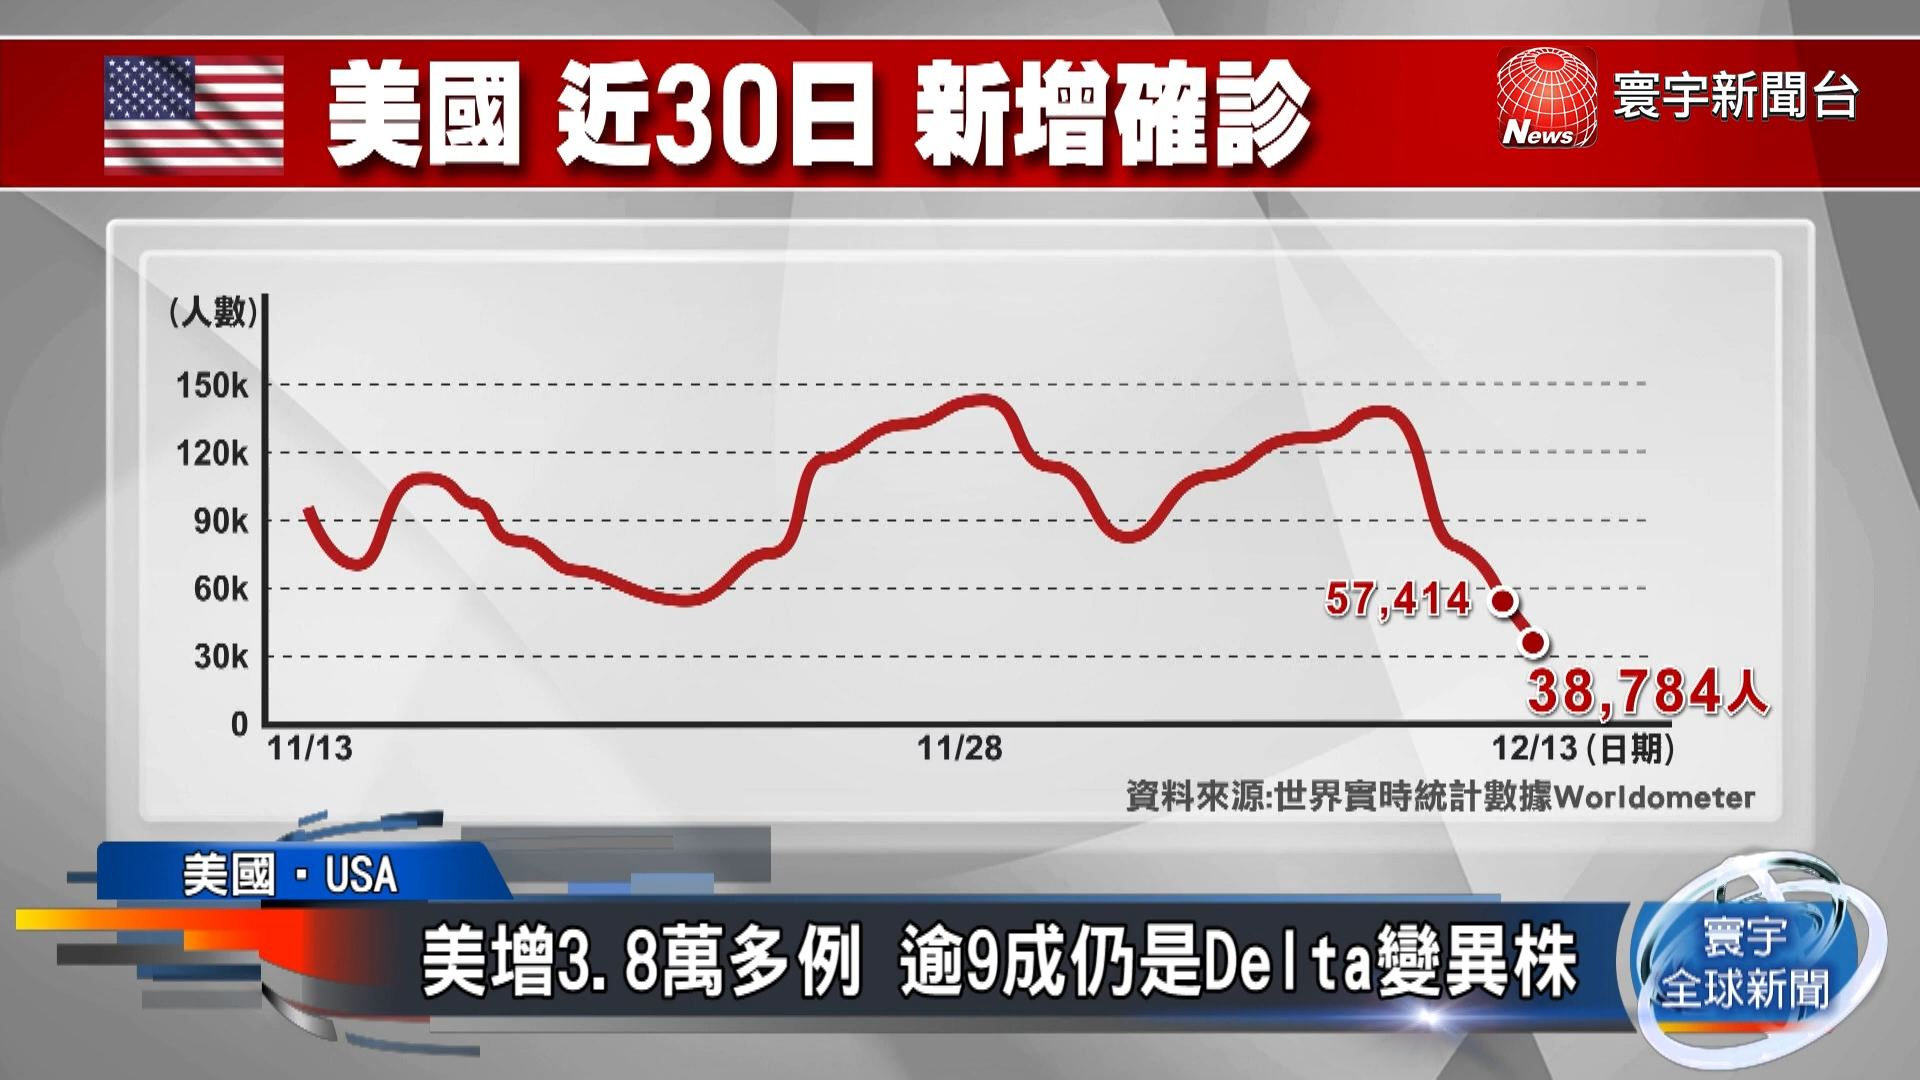 美國 近30日 新增確診
News 寰宇新聞台
(人數)
150k
120k
90k
60k
30k
0
57,414
38,784人
11/13 11/28 12/13 (日期)
資料來源:世界實時統計數據Worldometer
美國·USA
美增3.8萬多例 逾9成仍是Delta變異株
寰宇
全球新聞